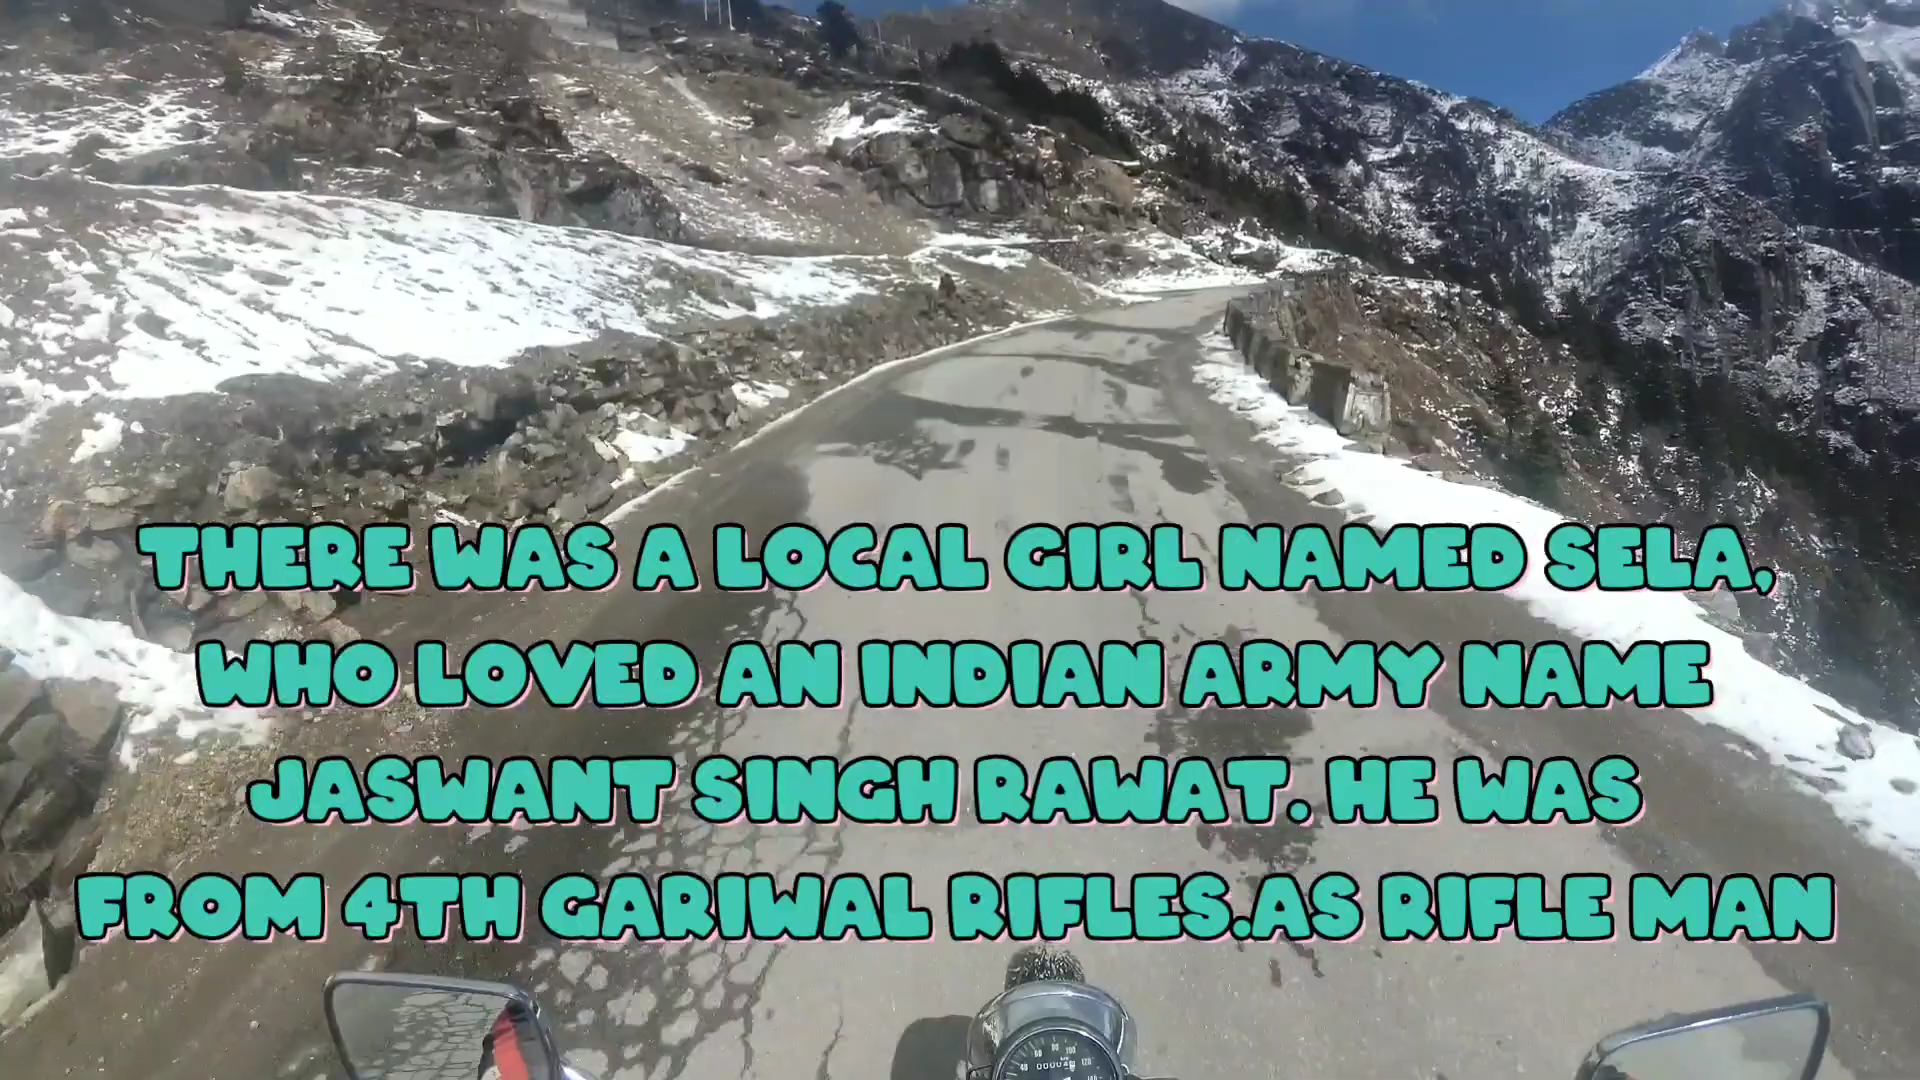 THERE WAS A LOCAL GIRL NAMED SELA,
WHO LOVED AN INDIAN ARMY NAME
JASWANT SINGH RAWAT. HE WAS
FROM 4TH GARIWAL RIFLES.AS RIFLE MAN